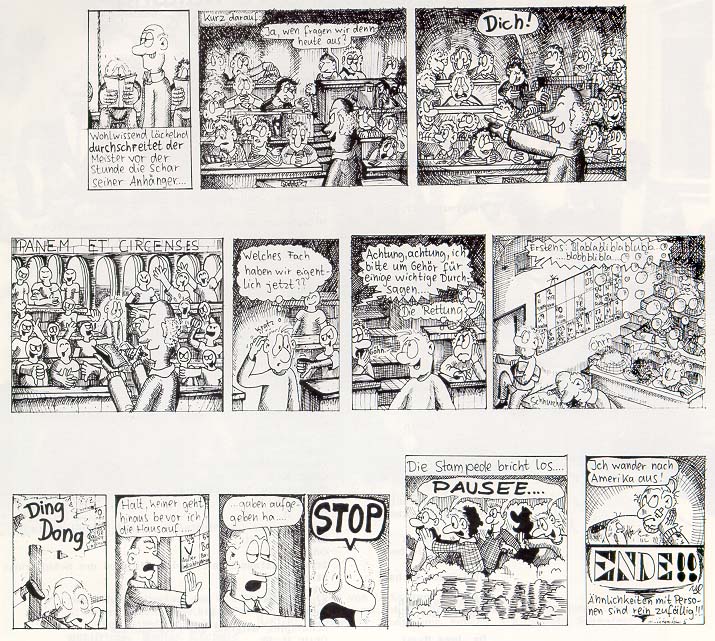 Wohlwissend lächelnd
durchschreitet der
Meister vor der
Stunde die Schar
seiner Anhänger...
Kurz darauf...
Ja, wen fragen wir denn
heute aus?
Dich!
PANEM ET CIRCENSES
Welches Fach
haben wir eigent-
lich jetzt??
Kratz
Achtung, achtung, ich
bitte um Gehör für
einige wichtige Durch-
sagen...
Die Rettung
Erstens: Blablabliblablubba
blabbblibla...
Schnurch
Ding
Dong
Halt, keiner geht
hinaus bevor ich
die Hausauf...
...gaben aufge-
geben ha...
STOP
Die Stampede bricht los....
PAUSEE....
Ich wander nach
Amerika aus!
ENDE!!
Ähnlichkeiten mit Perso-
nen sind rein zufällig!!!